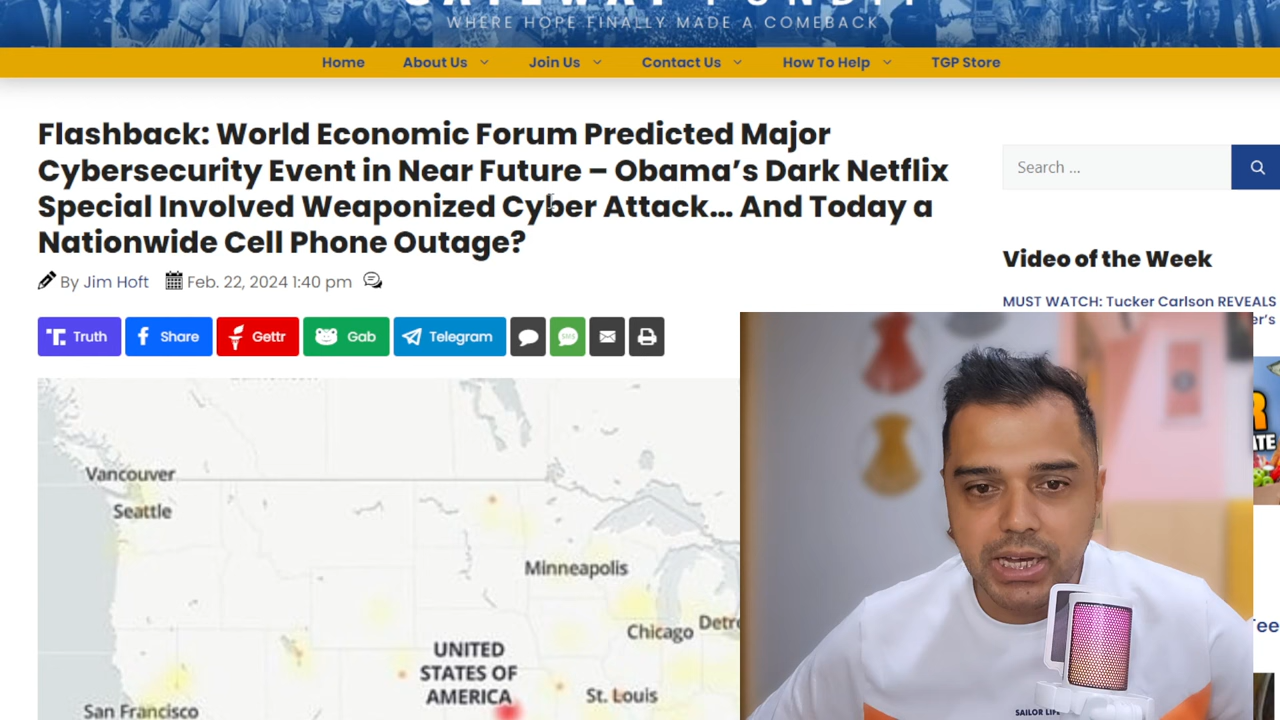 WHERE HOPE FINALLY MADE A COMEBACK
Home About Us Join Us Contact Us How To Help TGP Store
Flashback: World Economic Forum Predicted Major
Cybersecurity Event in Near Future – Obama’s Dark Netflix
Special Involved Weaponized Cyber Attack… And Today a
Nationwide Cell Phone Outage?
By Jim Hoft Feb. 22, 2024 1:40 pm
Truth Share Gettr Gab Telegram SMS
Search ...
Video of the Week
MUST WATCH: Tucker Carlson REVEALS
er’s
Vancouver
Seattle
Minneapolis
Chicago
UNITED
STATES OF
AMERICA
St. Louis
San Francisco
SAILOR LIFE